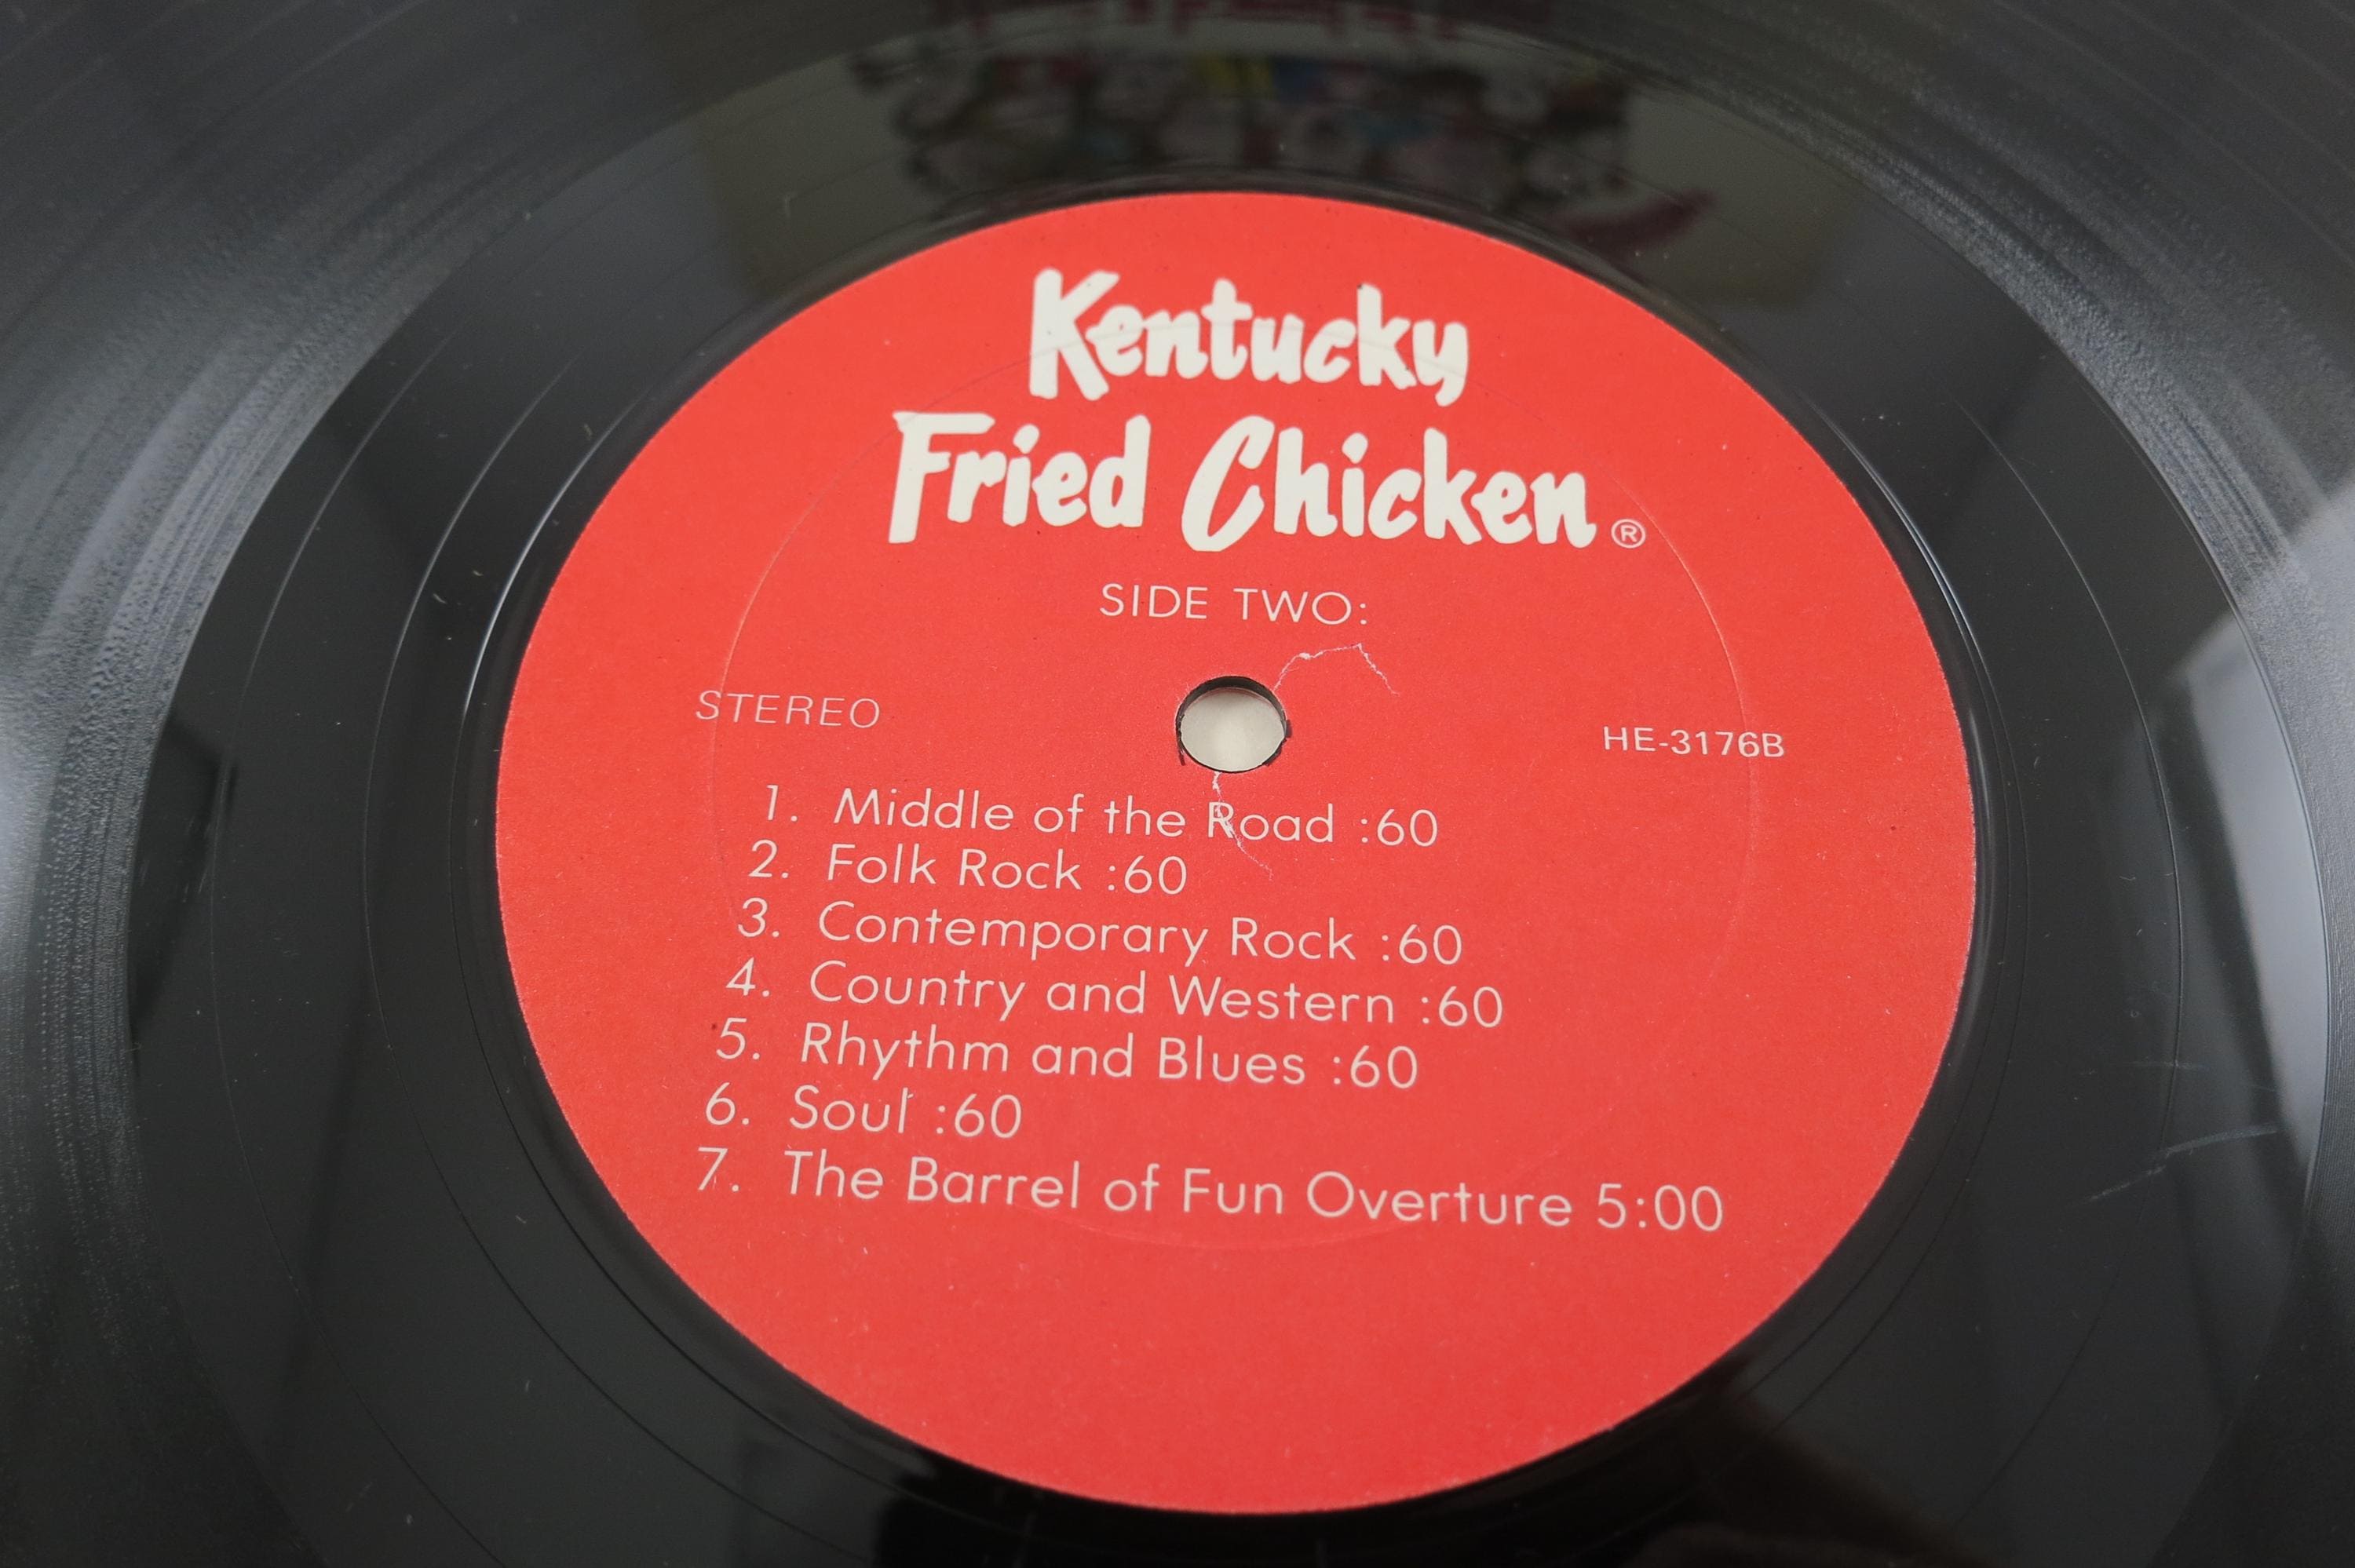 Kentucky
Fried Chicken®
SIDE TWO:
STEREO
HE-3176B
1. Middle of the Road :60
2. Folk Rock :60
3. Contemporary Rock :60
4. Country and Western :60
5. Rhythm and Blues :60
6. Soul :60
7. The Barrel of Fun Overture 5:00